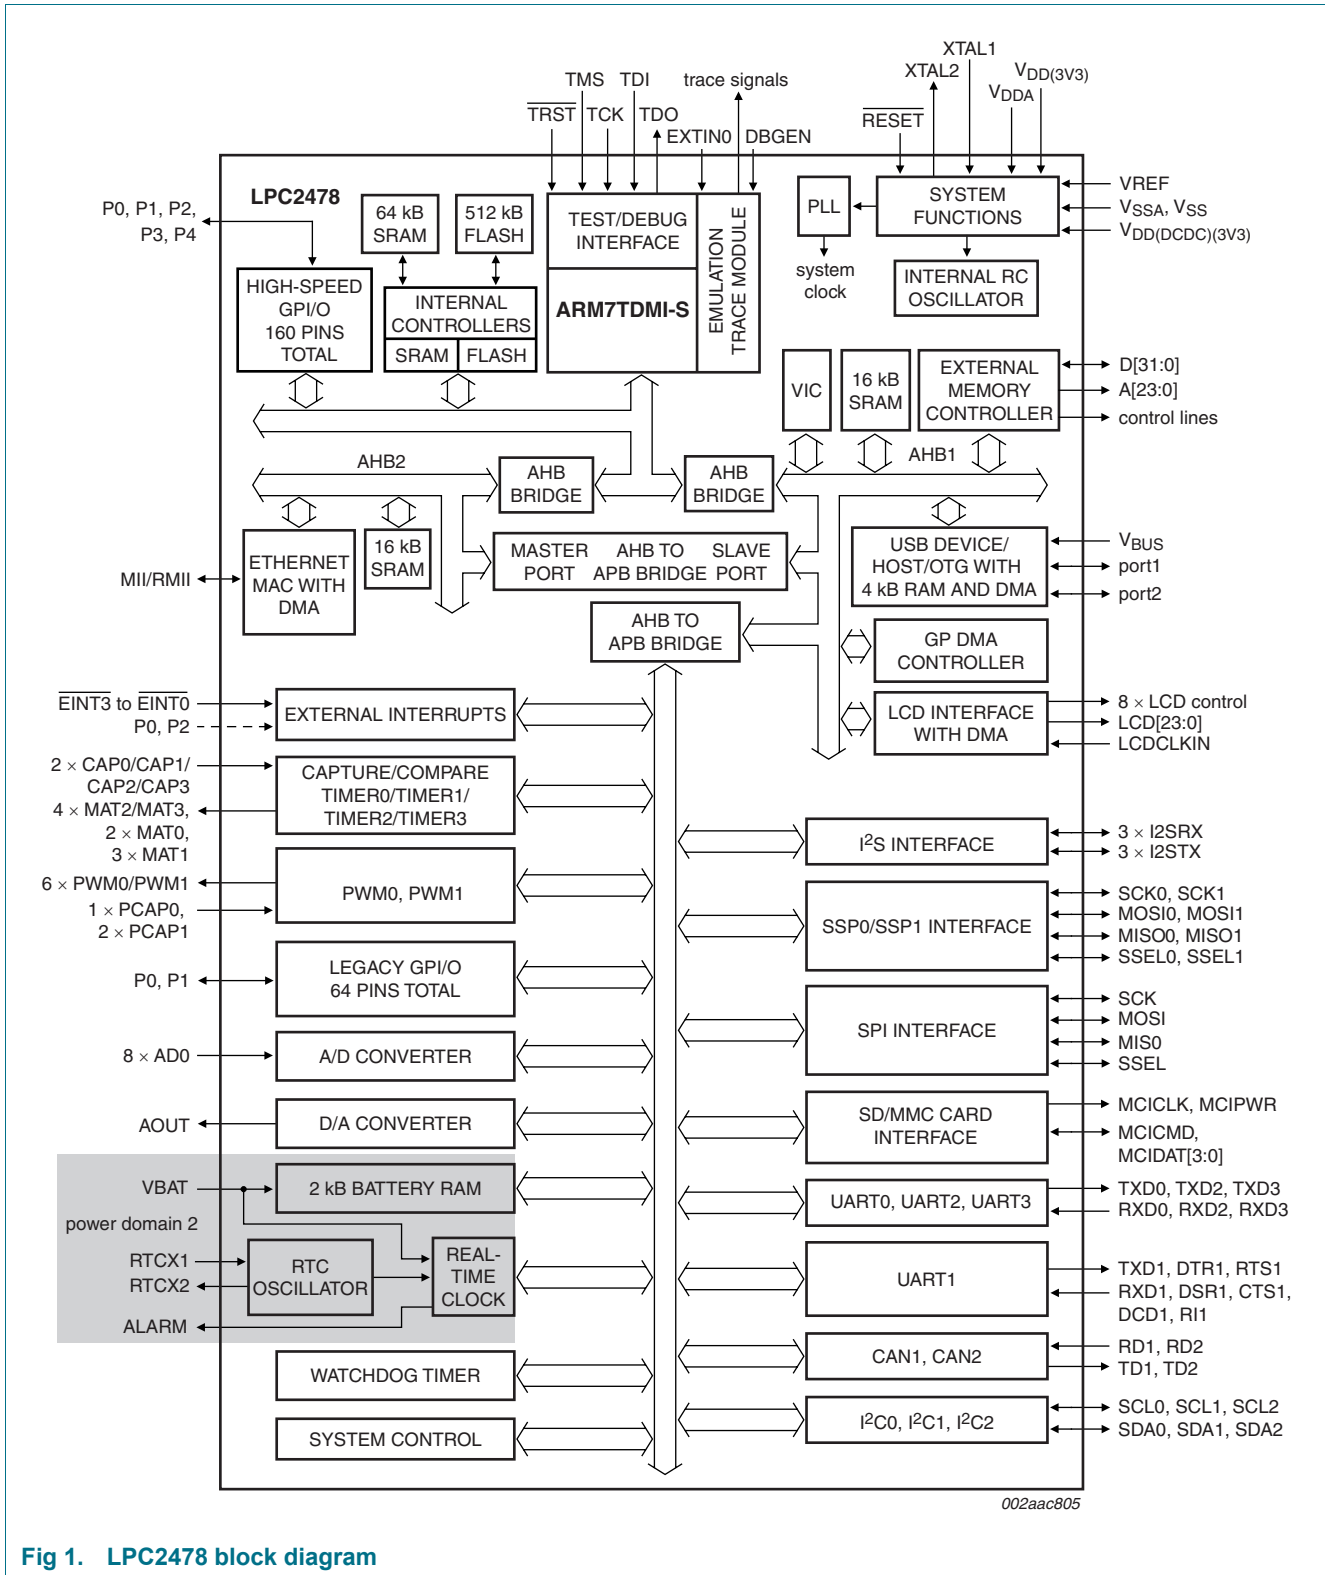 XTAL1
XTAL2
VDD(3V3)
VDDA
TMS TDI trace signals
TRST TCK TDO
EXTIN0 DBGEN
RESET
LPC2478
P0, P1, P2,
P3, P4
64 kB
SRAM
512 kB
FLASH
TEST/DEBUG
INTERFACE
EMULATION
TRACE MODULE
PLL
SYSTEM
FUNCTIONS
VREF
VSSA, VSS
VDD(DCDC)(3V3)
system
clock
INTERNAL RC
OSCILLATOR
HIGH-SPEED
GPI/O
160 PINS
TOTAL
INTERNAL
CONTROLLERS
SRAM FLASH
ARM7TDMI-S
VIC
16 kB
SRAM
EXTERNAL
MEMORY
CONTROLLER
D[31:0]
A[23:0]
control lines
AHB2
AHB
BRIDGE
AHB
BRIDGE
AHB1
ETHERNET
MAC WITH
DMA
MII/RMII
16 kB
SRAM
MASTER
PORT
AHB TO
APB BRIDGE
SLAVE
PORT
USB DEVICE/
HOST/OTG WITH
4 kB RAM AND DMA
VBUS
port1
port2
AHB TO
APB BRIDGE
GP DMA
CONTROLLER
LCD INTERFACE
WITH DMA
8 × LCD control
LCD[23:0]
LCDCLKIN
EINT3 to EINT0
P0, P2
EXTERNAL INTERRUPTS
2 × CAP0/CAP1/
CAP2/CAP3
4 × MAT2/MAT3,
2 × MAT0,
3 × MAT1
CAPTURE/COMPARE
TIMER0/TIMER1/
TIMER2/TIMER3
I2S INTERFACE
3 × I2SRX
3 × I2STX
6 × PWM0/PWM1
1 × PCAP0,
2 × PCAP1
PWM0, PWM1
SSP0/SSP1 INTERFACE
SCK0, SCK1
MOSI0, MOSI1
MISO0, MISO1
SSEL0, SSEL1
P0, P1
LEGACY GPI/O
64 PINS TOTAL
SPI INTERFACE
SCK
MOSI
MIS0
SSEL
8 × AD0
A/D CONVERTER
AOUT
D/A CONVERTER
SD/MMC CARD
INTERFACE
MCICLK, MCIPWR
MCICMD,
MCIDAT[3:0]
VBAT
2 kB BATTERY RAM
power domain 2
UART0, UART2, UART3
TXD0, TXD2, TXD3
RXD0, RXD2, RXD3
RTCX1
RTCX2
RTC
OSCILLATOR
REAL-
TIME
CLOCK
ALARM
UART1
TXD1, DTR1, RTS1
RXD1, DSR1, CTS1,
DCD1, RI1
WATCHDOG TIMER
CAN1, CAN2
RD1, RD2
TD1, TD2
SYSTEM CONTROL
I2C0, I2C1, I2C2
SCL0, SCL1, SCL2
SDA0, SDA1, SDA2
002aac805
Fig 1. LPC2478 block diagram